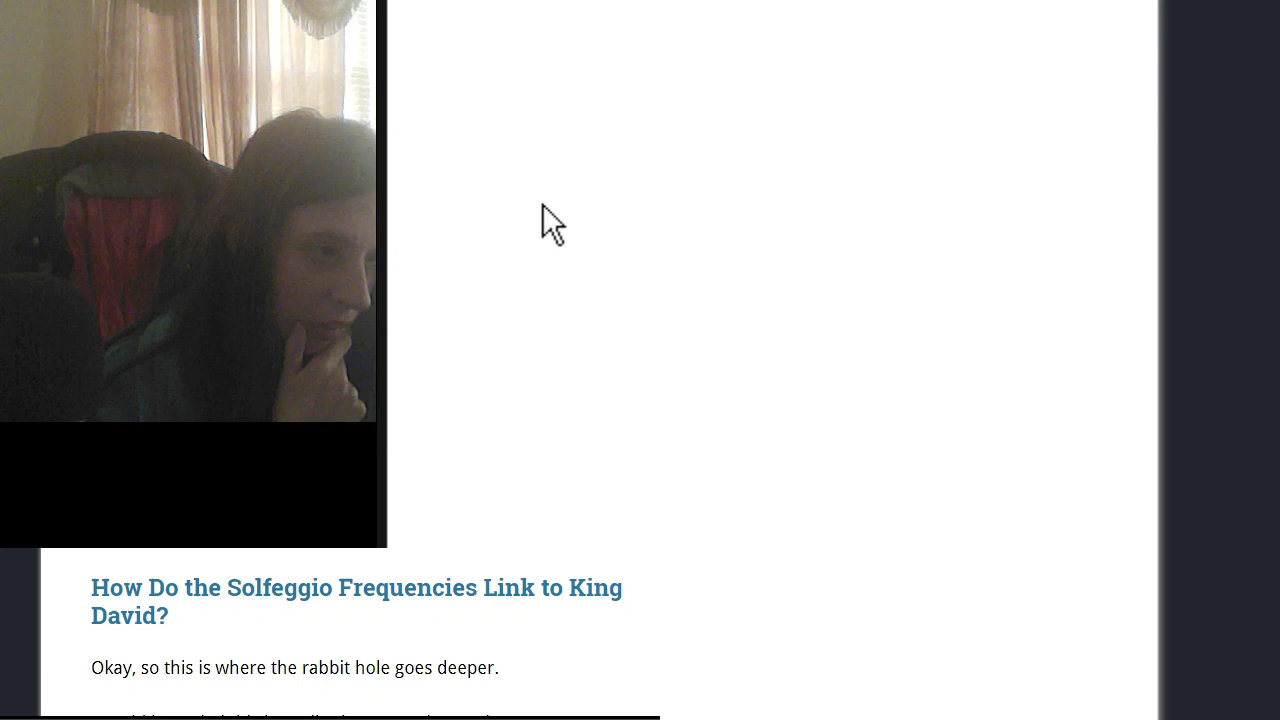 How Do the Solfeggio Frequencies Link to King
David?
Okay, so this is where the rabbit hole goes deeper.